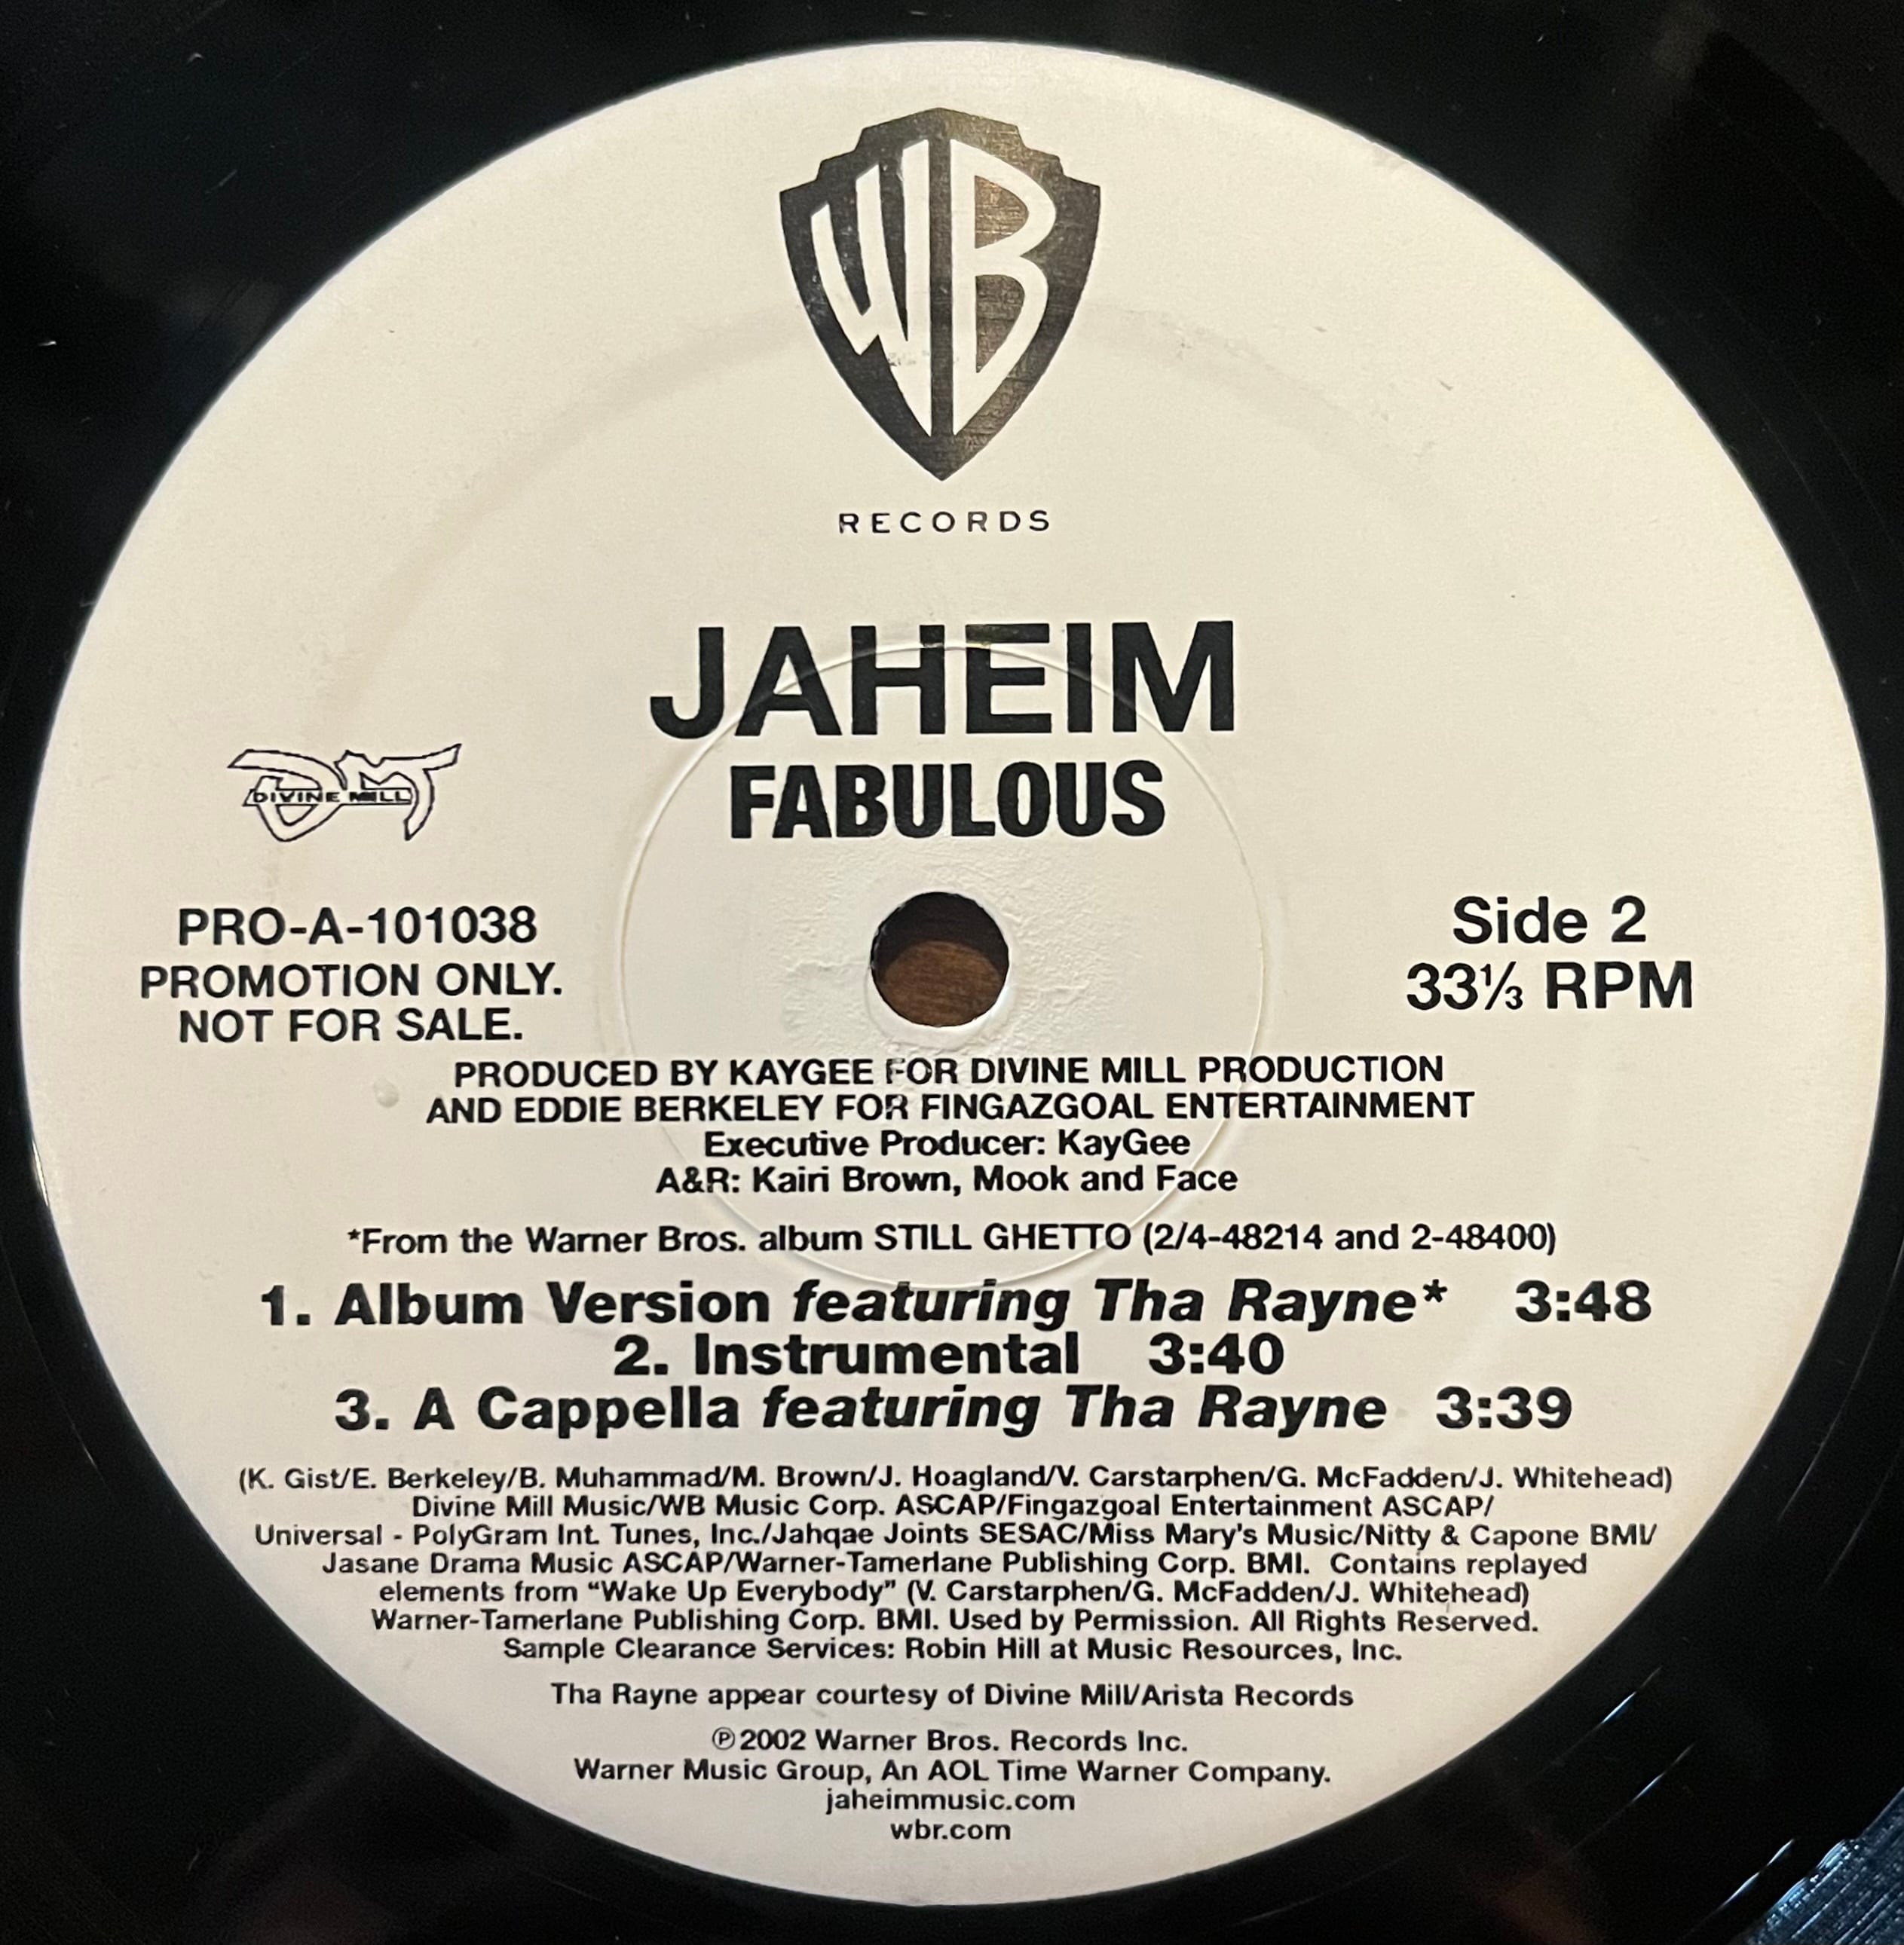 WB
RECORDS
JAHEIM
FABULOUS
DMT
DIVINE MILL
PRO-A-101038
PROMOTION ONLY.
NOT FOR SALE.
Side 2
33⅓ RPM
PRODUCED BY KAYGEE FOR DIVINE MILL PRODUCTION
AND EDDIE BERKELEY FOR FINGAZGOAL ENTERTAINMENT
Executive Producer: KayGee
A&R: Kairi Brown, Mook and Face
*From the Warner Bros. album STILL GHETTO (2/4-48214 and 2-48400)
1. Album Version featuring Tha Rayne* 3:48
2. Instrumental 3:40
3. A Cappella featuring Tha Rayne 3:39
(K. Gist/E. Berkeley/B. Muhammad/M. Brown/J. Hoagland/V. Carstarphen/G. McFadden/J. Whitehead)
Divine Mill Music/WB Music Corp. ASCAP/Fingazgoal Entertainment ASCAP/
Universal - PolyGram Int. Tunes, Inc./Jahqae Joints SESAC/Miss Mary's Music/Nitty & Capone BMI/
Jasane Drama Music ASCAP/Warner-Tamerlane Publishing Corp. BMI. Contains replayed
elements from “Wake Up Everybody” (V. Carstarphen/G. McFadden/J. Whitehead)
Warner-Tamerlane Publishing Corp. BMI. Used by Permission. All Rights Reserved.
Sample Clearance Services: Robin Hill at Music Resources, Inc.
Tha Rayne appear courtesy of Divine Mill/Arista Records
℗2002 Warner Bros. Records Inc.
Warner Music Group, An AOL Time Warner Company.
jaheimmusic.com
wbr.com